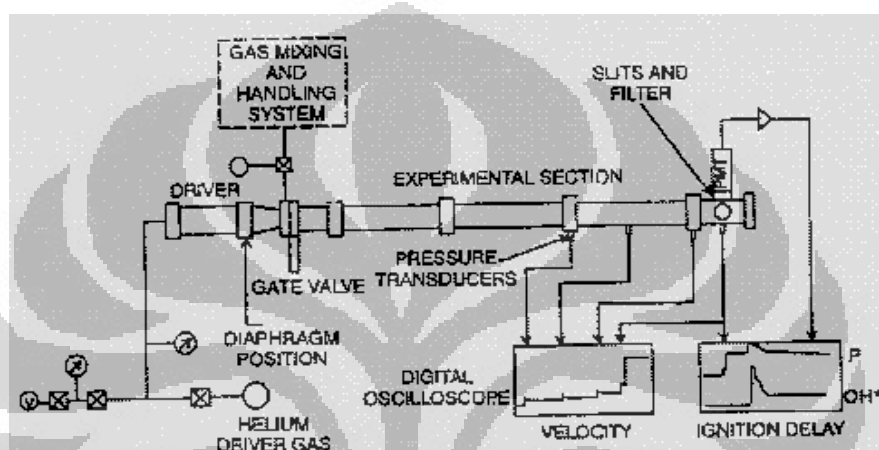 GAS MIXING
AND
HANDLING
SYSTEM
SLITS AND
FILTER
PMT
DRIVER
EXPERIMENTAL SECTION
PRESSURE
TRANSDUCERS
GATE VALVE
DIAPHRAGM
POSITION
DIGITAL
OSCILLOSCOPE
P
OH*
V
HELIUM
DRIVER GAS
VELOCITY
IGNITION DELAY